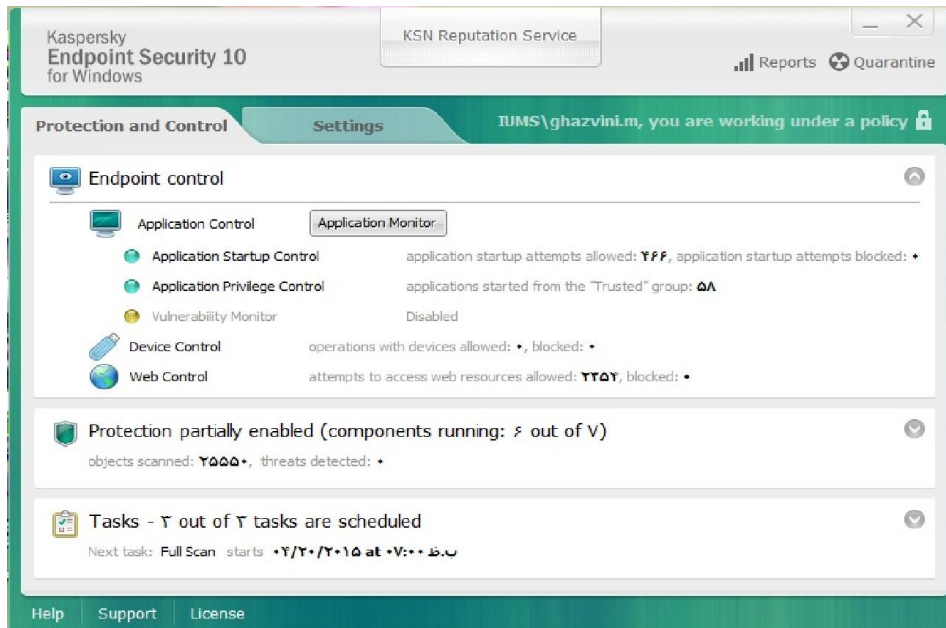 Kaspersky
Endpoint Security 10
for Windows
KSN Reputation Service
Reports Quarantine
Protection and Control Settings IUMS\ghazvini.m, you are working under a policy
Endpoint control
Application Control Application Monitor
Application Startup Control application startup attempts allowed: ۴۶۶, application startup attempts blocked: ۰
Application Privilege Control applications started from the "Trusted" group: ۵۸
Vulnerability Monitor Disabled
Device Control operations with devices allowed: ۰, blocked: ۰
Web Control attempts to access web resources allowed: ۲۳۵۴, blocked: ۰
Protection partially enabled (components running: ۶ out of ۷)
objects scanned: ۲۵۵۵۰, threats detected: ۰
Tasks - ۳ out of ۳ tasks are scheduled
Next task: Full Scan starts ۰۴/۲۰/۲۰۱۵ at ۰۷:۰۰ ب.ظ
Help Support License